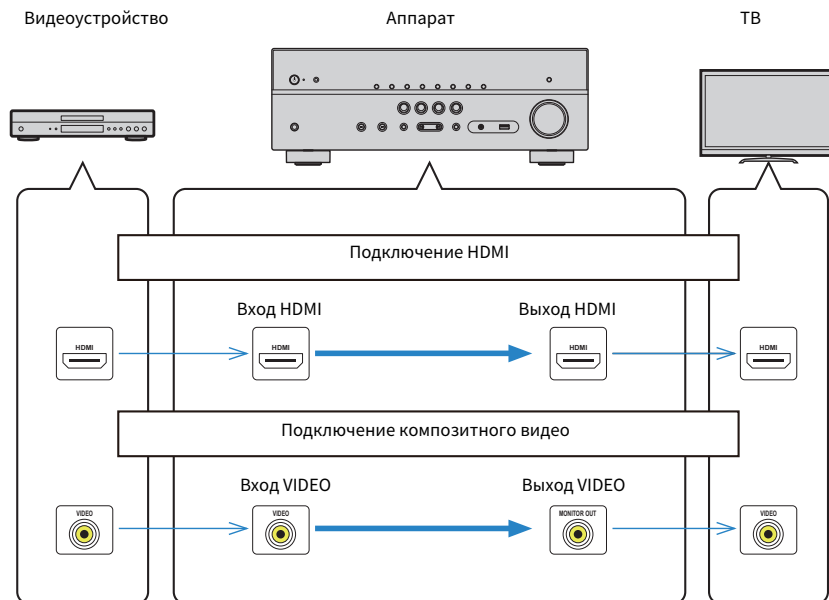 Видеоустройство
Аппарат
ТВ
Подключение HDMI
Вход HDMI
Выход HDMI
HDMI
HDMI
HDMI
HDMI
Подключение композитного видео
Вход VIDEO
Выход VIDEO
VIDEO
VIDEO
MONITOR OUT
VIDEO